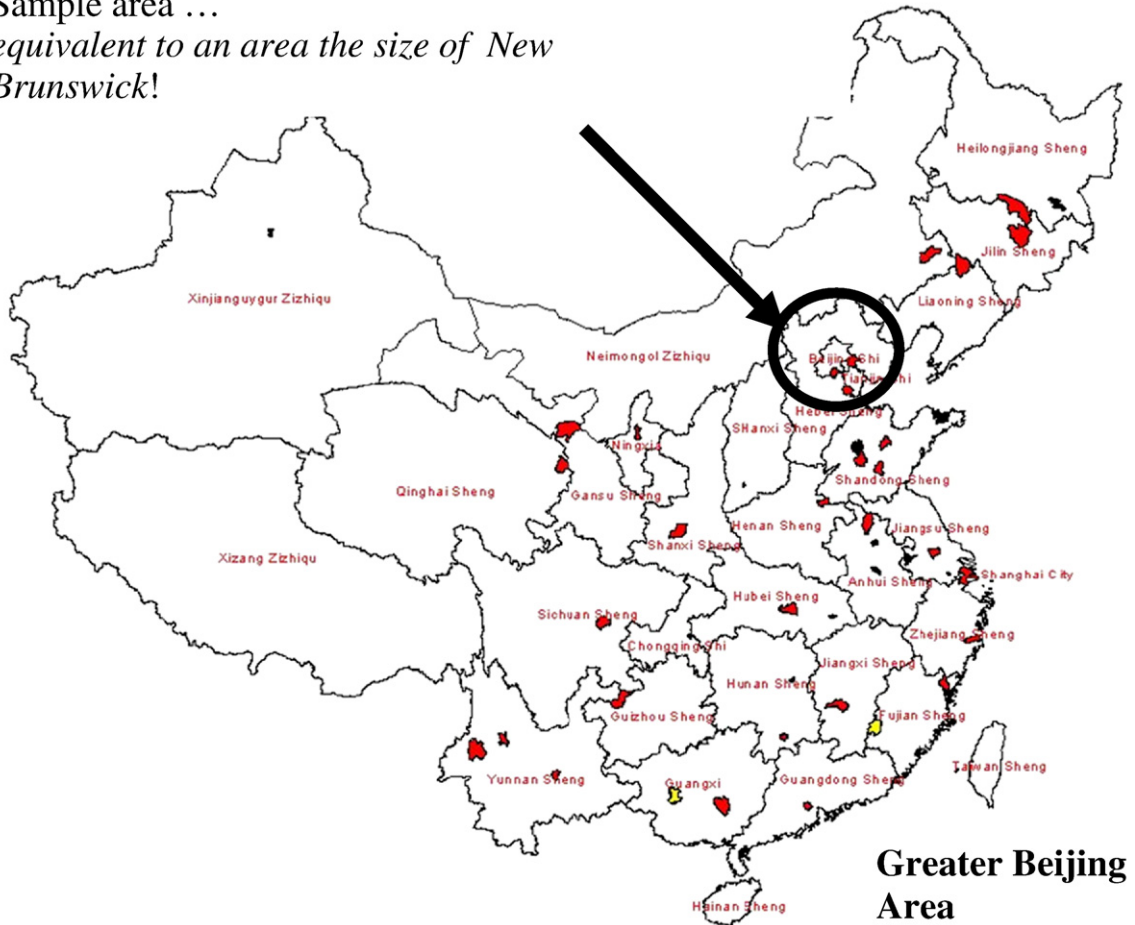 Sample area …
equivalent to an area the size of New
Brunswick!
Heilongjiang Sheng
Jilin Sheng
Xinjianguygur Zizhiqu
Liaoning Sheng
Neimongol Zizhiqu
Beijing Shi
Tianjin Shi
Hebei Sheng
SHanxi Sheng
Ningxia
Shandong Sheng
Qinghai Sheng
Gansu Sheng
Henan Sheng
Jiangsu Sheng
Shanxi Sheng
Xizang Zizhiqu
Shanghai City
Anhui Sheng
Hubei Sheng
Sichuan Sheng
Zhejiang Sheng
Chongqing Shi
Jiangxi Sheng
Hunan Sheng
Guizhou Sheng
Fujian Sheng
Taiwan Sheng
Yunnan Sheng
Guangxi
Guangdong Sheng
Greater Beijing
Area
Hainan Sheng